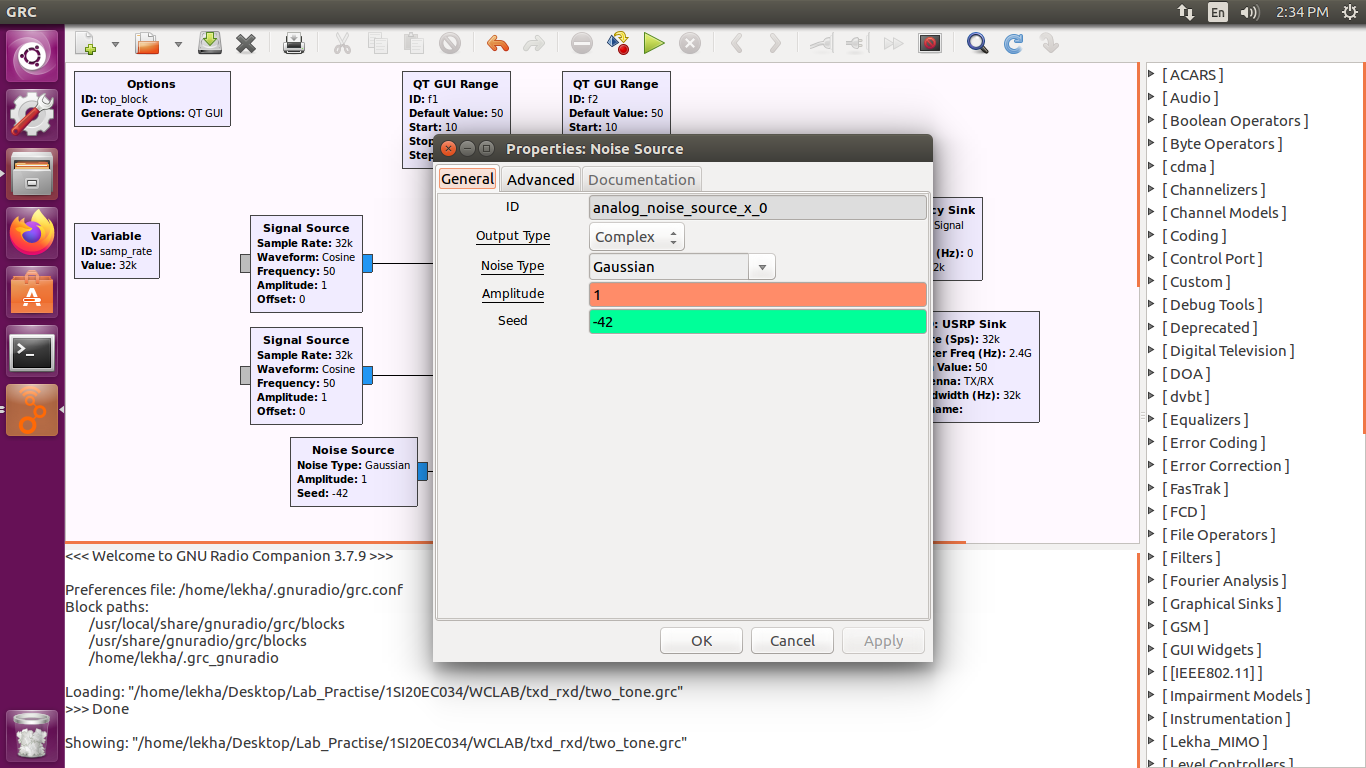 GRC
En
2:34 PM
Options
ID: top_block
Generate Options: QT GUI
QT GUI Range
ID: f1
Default Value: 50
Start: 10
Stop
Step
QT GUI Range
ID: f2
Default Value: 50
Start: 10
Variable
ID: samp_rate
Value: 32k
Signal Source
Sample Rate: 32k
Waveform: Cosine
Frequency: 50
Amplitude: 1
Offset: 0
Signal Source
Sample Rate: 32k
Waveform: Cosine
Frequency: 50
Amplitude: 1
Offset: 0
Noise Source
Noise Type: Gaussian
Amplitude: 1
Seed: -42
Properties: Noise Source
General Advanced Documentation
ID analog_noise_source_x_0
Output Type Complex
Noise Type Gaussian
Amplitude 1
Seed -42
OK Cancel Apply
cy Sink
Signal
(Hz): 0
2k
: USRP Sink
te (Sps): 32k
ter Freq (Hz): 2.4G
n Value: 50
enna: TX/RX
dwidth (Hz): 32k
name:
<<< Welcome to GNU Radio Companion 3.7.9 >>>
Preferences file: /home/lekha/.gnuradio/grc.conf
Block paths:
/usr/local/share/gnuradio/grc/blocks
/usr/share/gnuradio/grc/blocks
/home/lekha/.grc_gnuradio
Loading: "/home/lekha/Desktop/Lab_Practise/1SI20EC034/WCLAB/txd_rxd/two_tone.grc"
>>> Done
Showing: "/home/lekha/Desktop/Lab_Practise/1SI20EC034/WCLAB/txd_rxd/two_tone.grc"
[ ACARS ]
[ Audio ]
[ Boolean Operators ]
[ Byte Operators ]
[ cdma ]
[ Channelizers ]
[ Channel Models ]
[ Coding ]
[ Control Port ]
[ Custom ]
[ Debug Tools ]
[ Deprecated ]
[ Digital Television ]
[ DOA ]
[ dvbt ]
[ Equalizers ]
[ Error Coding ]
[ Error Correction ]
[ FasTrak ]
[ FCD ]
[ File Operators ]
[ Filters ]
[ Fourier Analysis ]
[ Graphical Sinks ]
[ GSM ]
[ GUI Widgets ]
[ [IEEE802.11] ]
[ Impairment Models ]
[ Instrumentation ]
[ Lekha_MIMO ]
[ Level Controllers ]